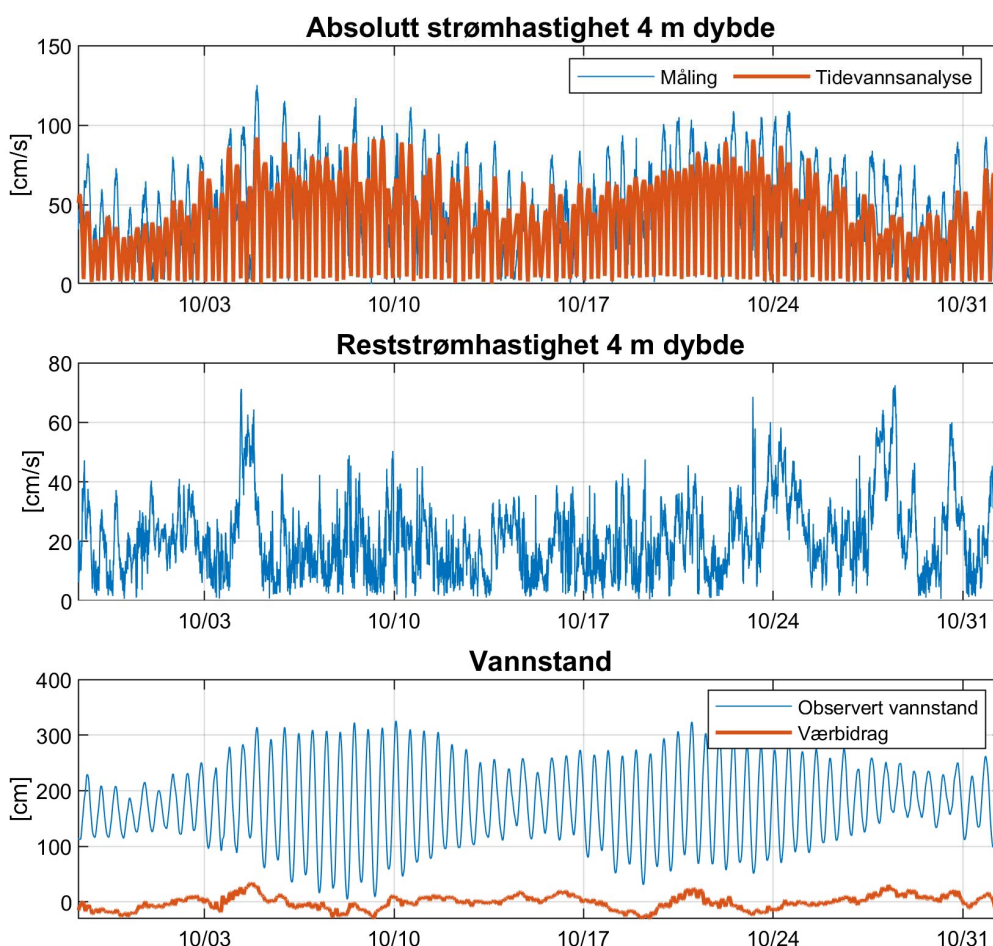 Absolutt strømhastighet 4 m dybde
150
100
50
0
[cm/s]
Måling
Tidevannsanalyse
10/03 10/10 10/17 10/24 10/31
Reststrømhastighet 4 m dybde
80
60
40
20
0
[cm/s]
10/03 10/10 10/17 10/24 10/31
Vannstand
400
300
200
100
0
[cm]
Observert vannstand
Værbidrag
10/03 10/10 10/17 10/24 10/31